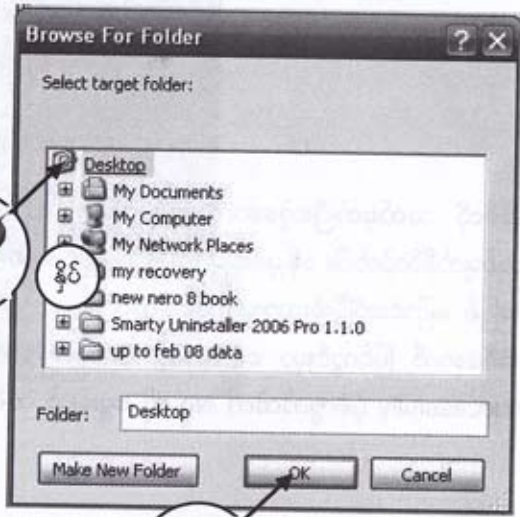 Browse For Folder
Select target folder:
Desktop
My Documents
My Computer
My Network Places
my recovery
နှိပ်
new nero 8 book
Smarty Uninstaller 2006 Pro 1.1.0
up to feb 08 data
Folder: Desktop
Make New Folder OK Cancel